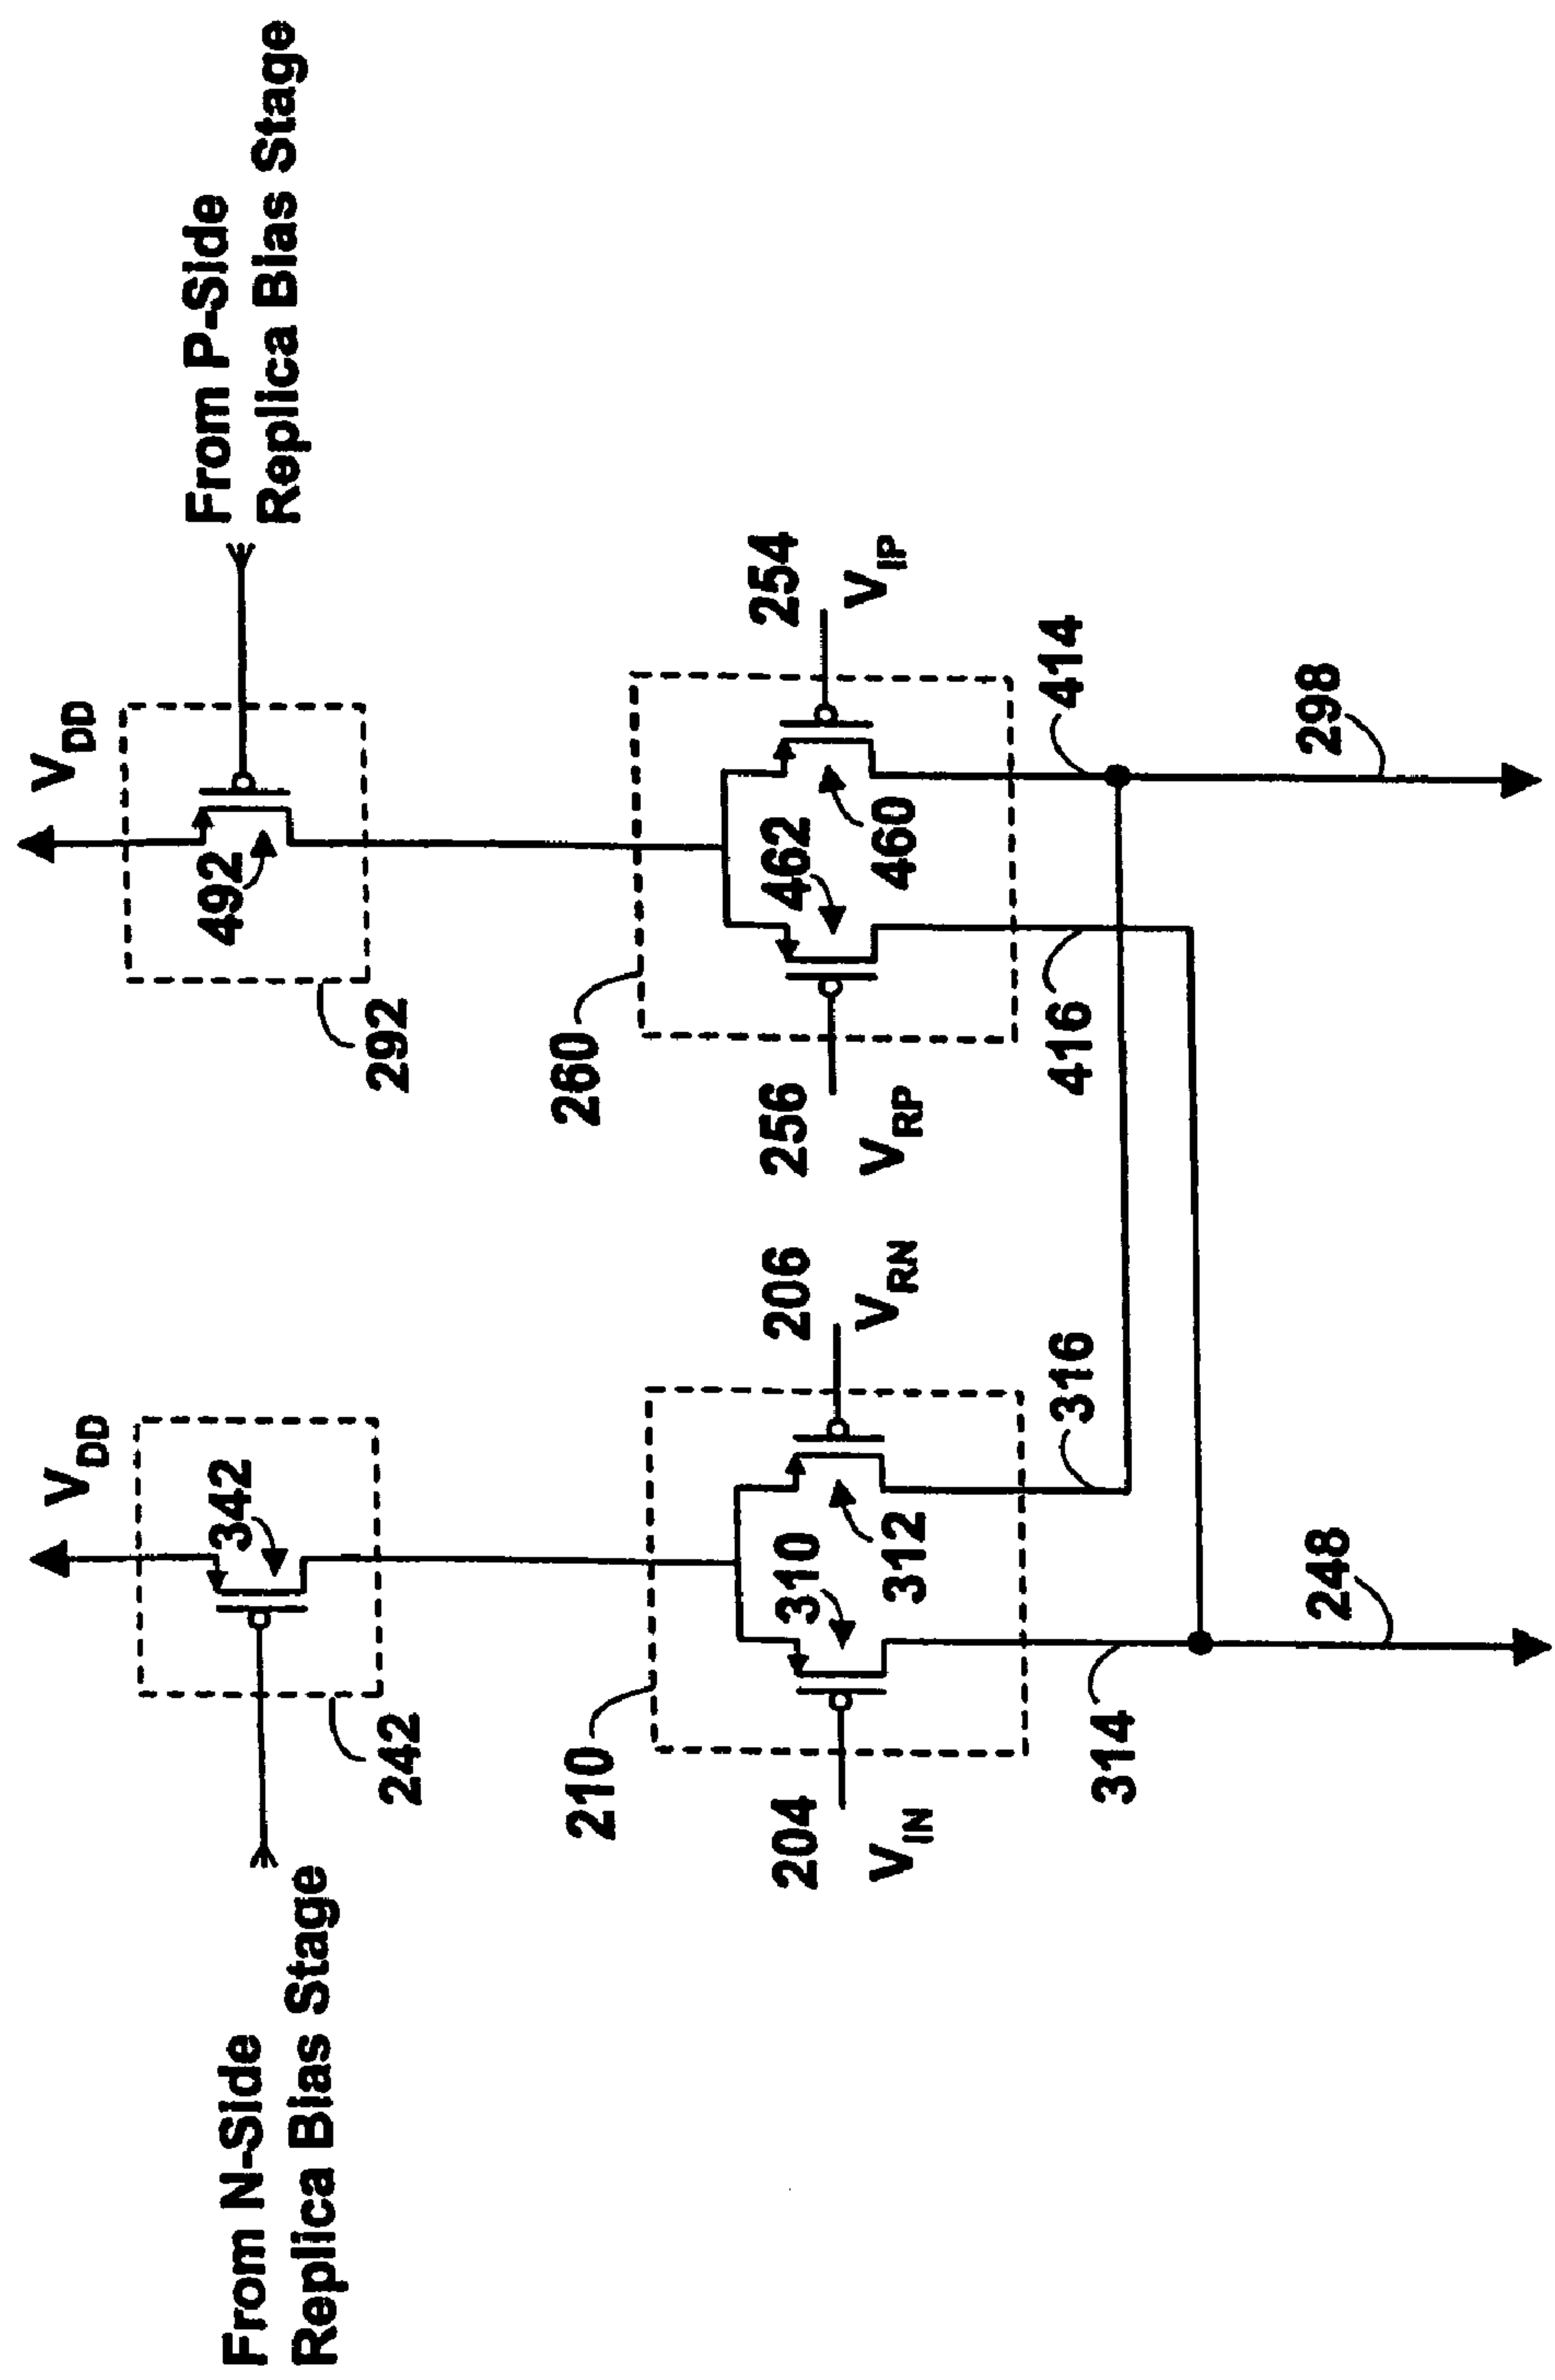 From N-Side
Replica Bias Stage
V_DD
342
242
V_DD
492
292
From P-Side
Replica Bias Stage
210
204
V_IN
310
312
206
V_RN
260
256
V_RP
462
460
254
V_IP
314
316
416
414
248
298